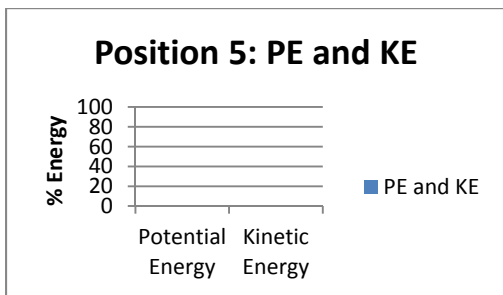 Position 5: PE and KE
% Energy
100
80
60
40
20
0
Potential Energy
Kinetic Energy
PE and KE